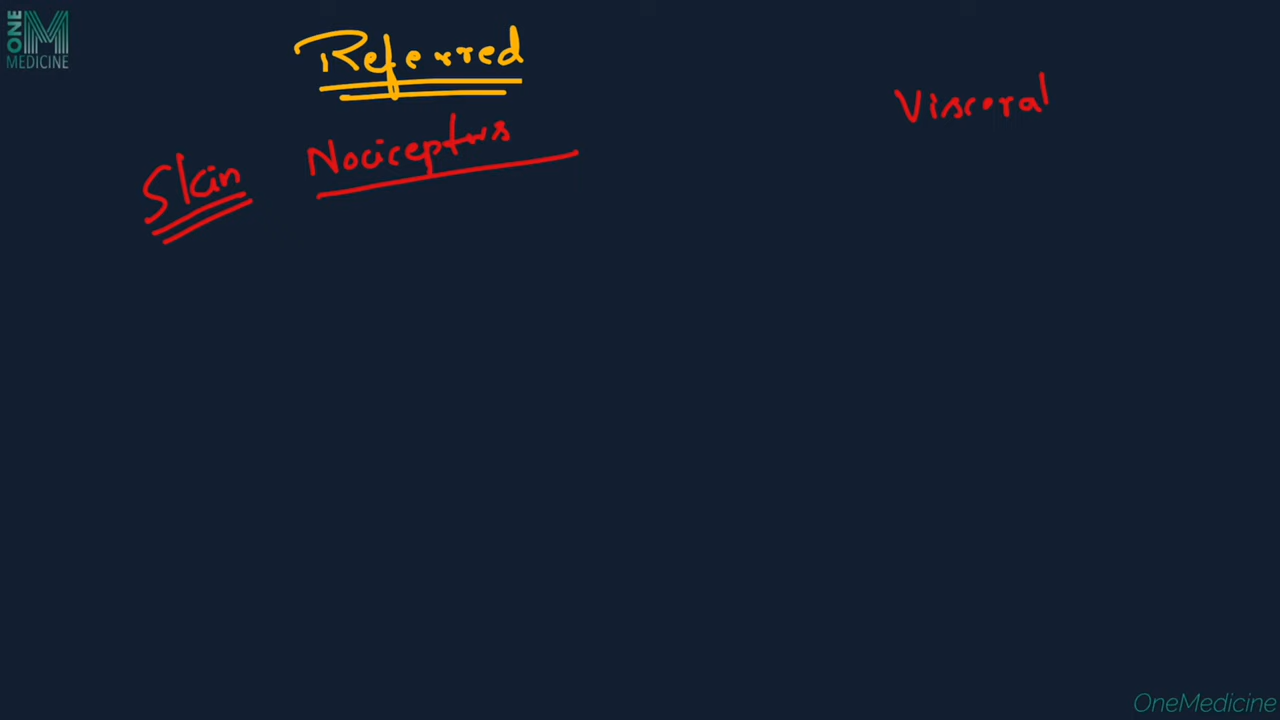 ONE
MEDICINE
Referred
Visceral
Skin Nociceptors
OneMedicine